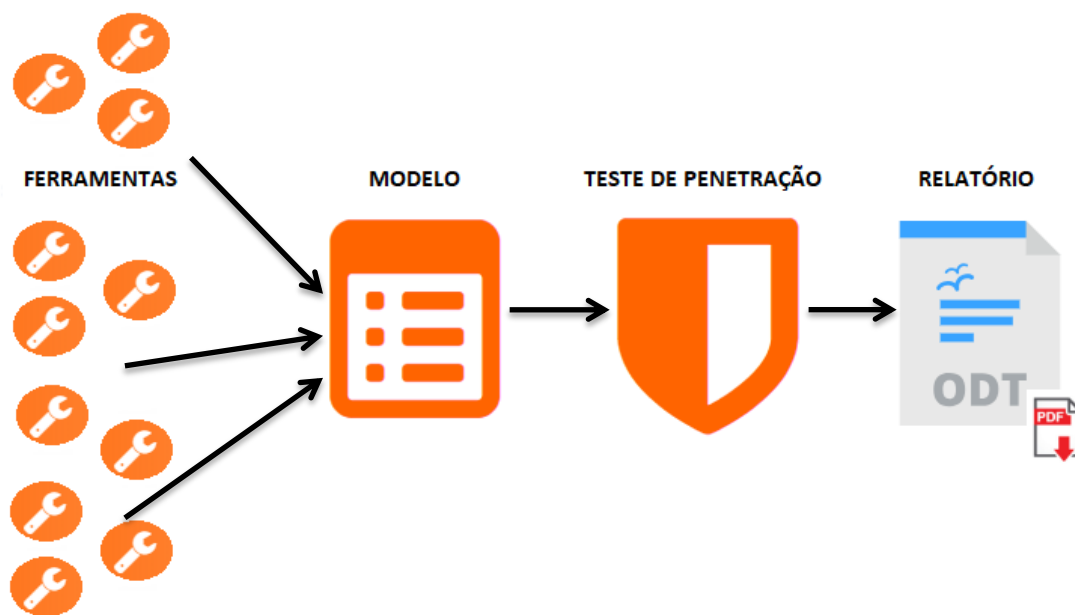 FERRAMENTAS
MODELO
TESTE DE PENETRAÇÃO
RELATÓRIO
ODT
PDF